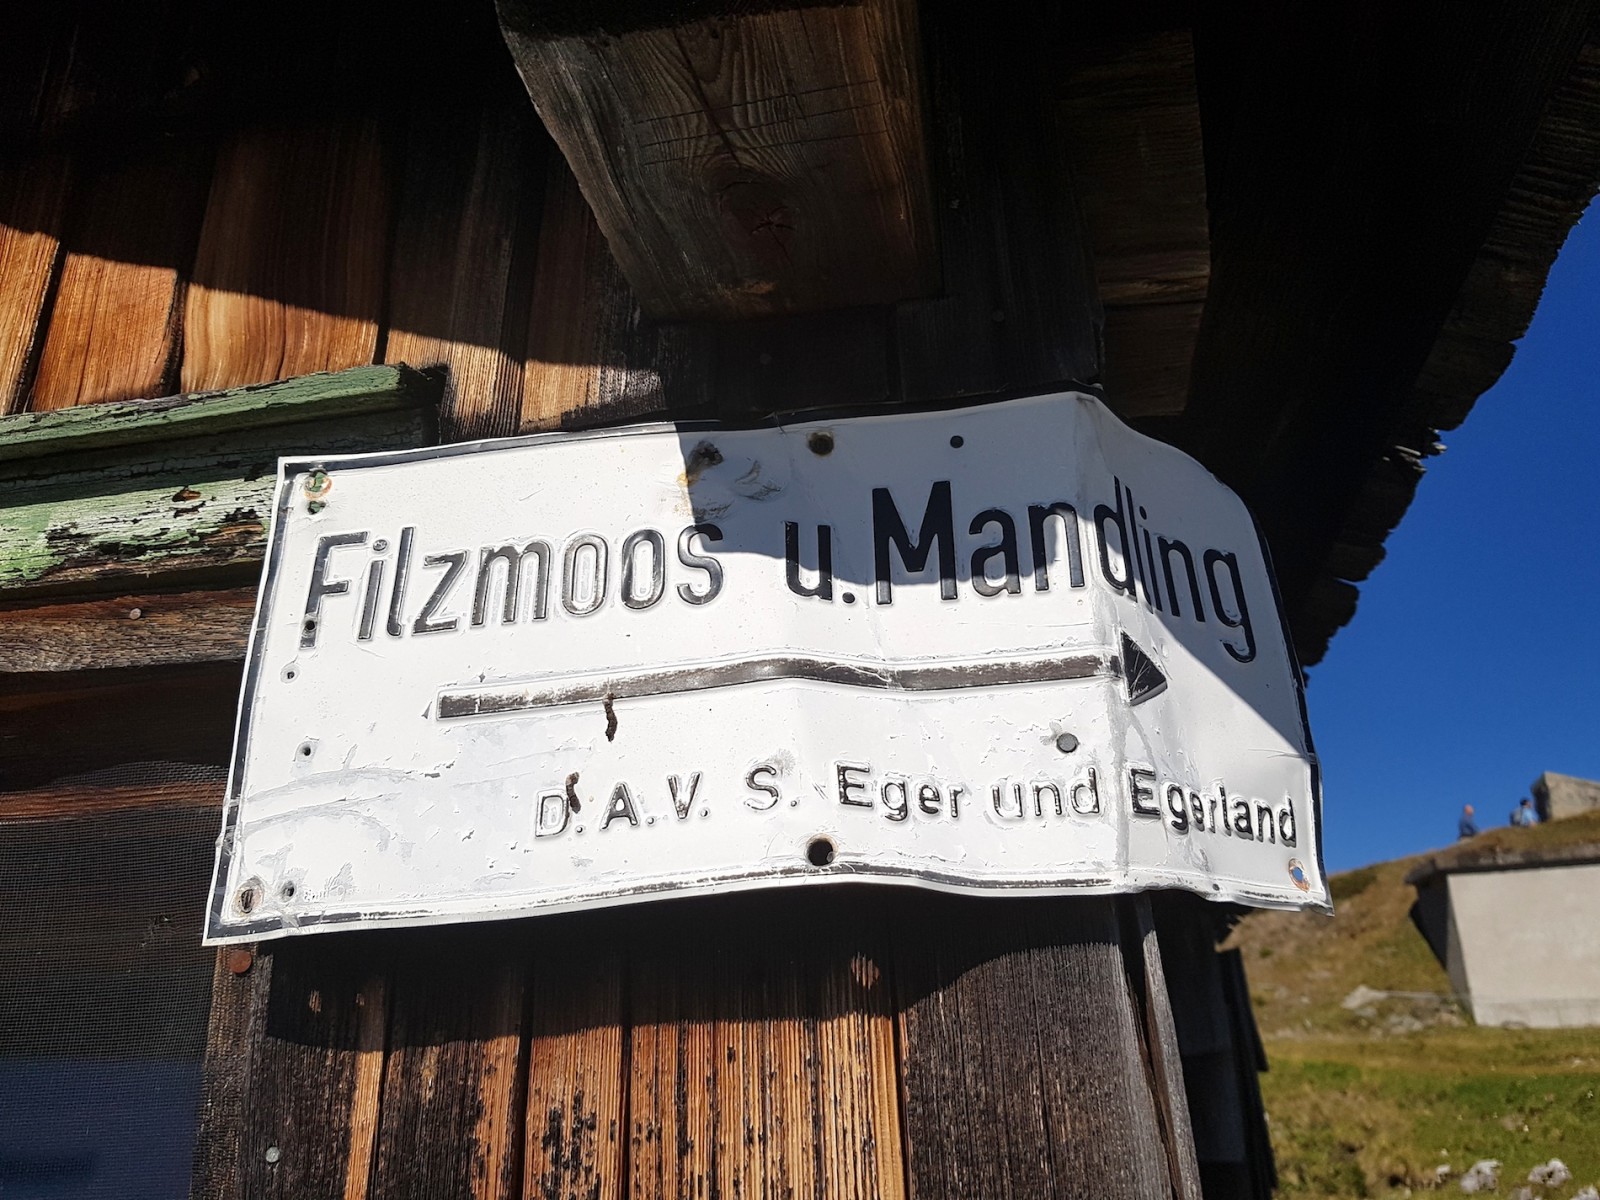 Filzmoos u. Mandling
D.A.V. S. Eger und Egerland